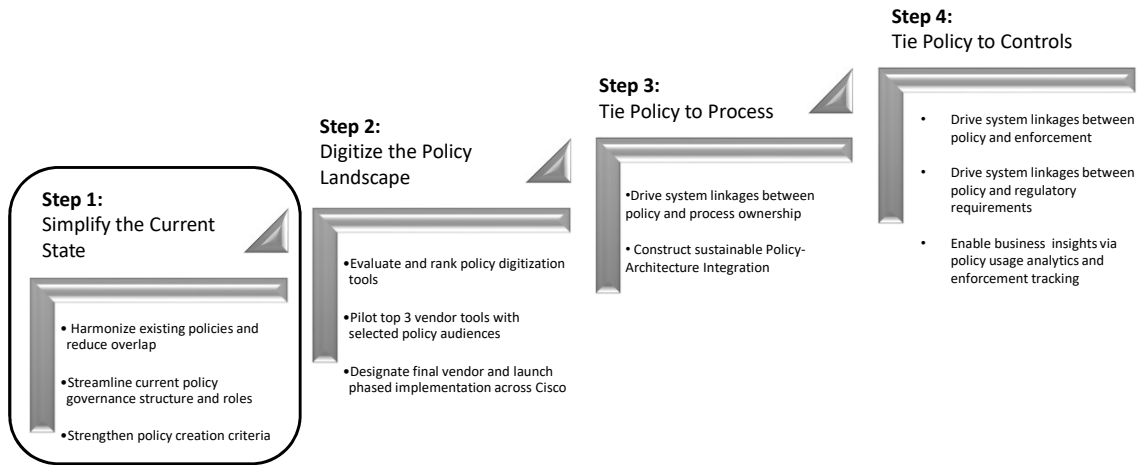 Step 1:
Simplify the Current
State
• Harmonize existing policies and
reduce overlap
•Streamline current policy
governance structure and roles
•Strengthen policy creation criteria
Step 2:
Digitize the Policy
Landscape
•Evaluate and rank policy digitization
tools
•Pilot top 3 vendor tools with
selected policy audiences
•Designate final vendor and launch
phased implementation across Cisco
Step 3:
Tie Policy to Process
•Drive system linkages between
policy and process ownership
• Construct sustainable Policy-
Architecture Integration
Step 4:
Tie Policy to Controls
• Drive system linkages between
policy and enforcement
• Drive system linkages between
policy and regulatory
requirements
• Enable business insights via
policy usage analytics and
enforcement tracking